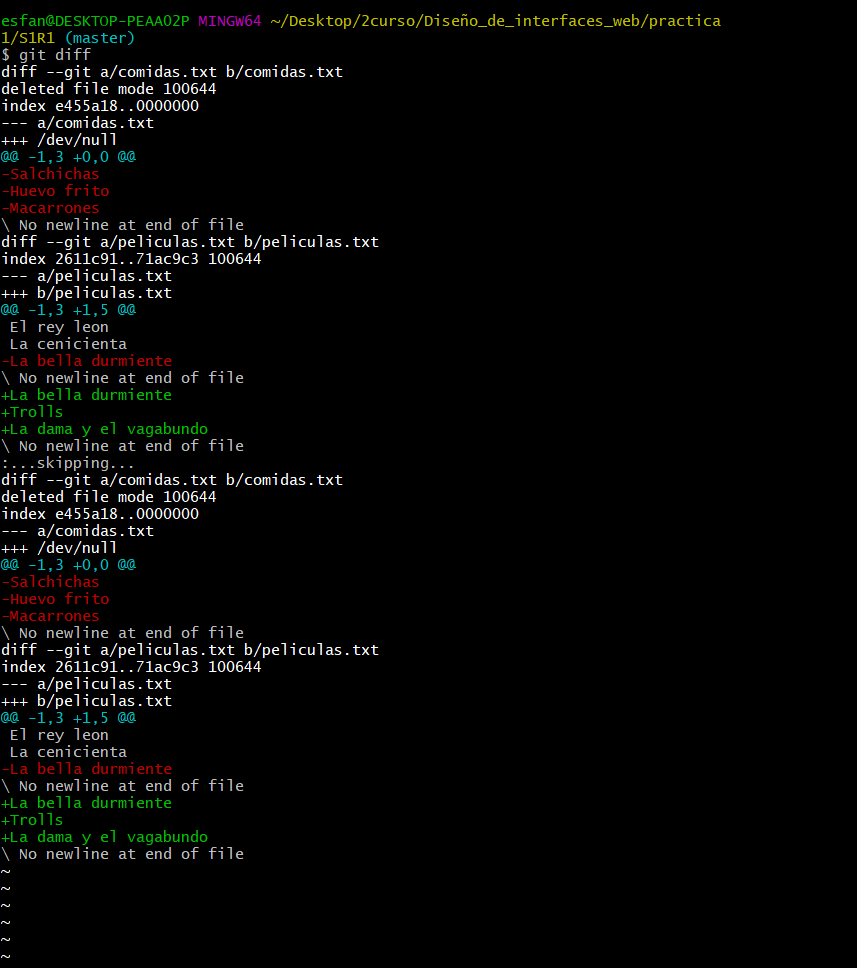 esfan@DESKTOP-PEAAO2P MINGW64 ~/Desktop/2curso/Diseño_de_interfaces_web/practica
1/S1R1 (master)
$ git diff
diff --git a/comidas.txt b/comidas.txt
deleted file mode 100644
index e455a18..0000000
--- a/comidas.txt
+++ /dev/null
@@ -1,3 +0,0 @@
-Salchichas
-Huevo frito
-Macarrones
\ No newline at end of file
diff --git a/peliculas.txt b/peliculas.txt
index 2611c91..71ac9c3 100644
--- a/peliculas.txt
+++ b/peliculas.txt
@@ -1,3 +1,5 @@
 El rey leon
 La cenicienta
-La bella durmiente
\ No newline at end of file
+La bella durmiente
+Trolls
+La dama y el vagabundo
\ No newline at end of file
:...skipping...
diff --git a/comidas.txt b/comidas.txt
deleted file mode 100644
index e455a18..0000000
--- a/comidas.txt
+++ /dev/null
@@ -1,3 +0,0 @@
-Salchichas
-Huevo frito
-Macarrones
\ No newline at end of file
diff --git a/peliculas.txt b/peliculas.txt
index 2611c91..71ac9c3 100644
--- a/peliculas.txt
+++ b/peliculas.txt
@@ -1,3 +1,5 @@
 El rey leon
 La cenicienta
-La bella durmiente
\ No newline at end of file
+La bella durmiente
+Trolls
+La dama y el vagabundo
\ No newline at end of file
~
~
~
~
~
~